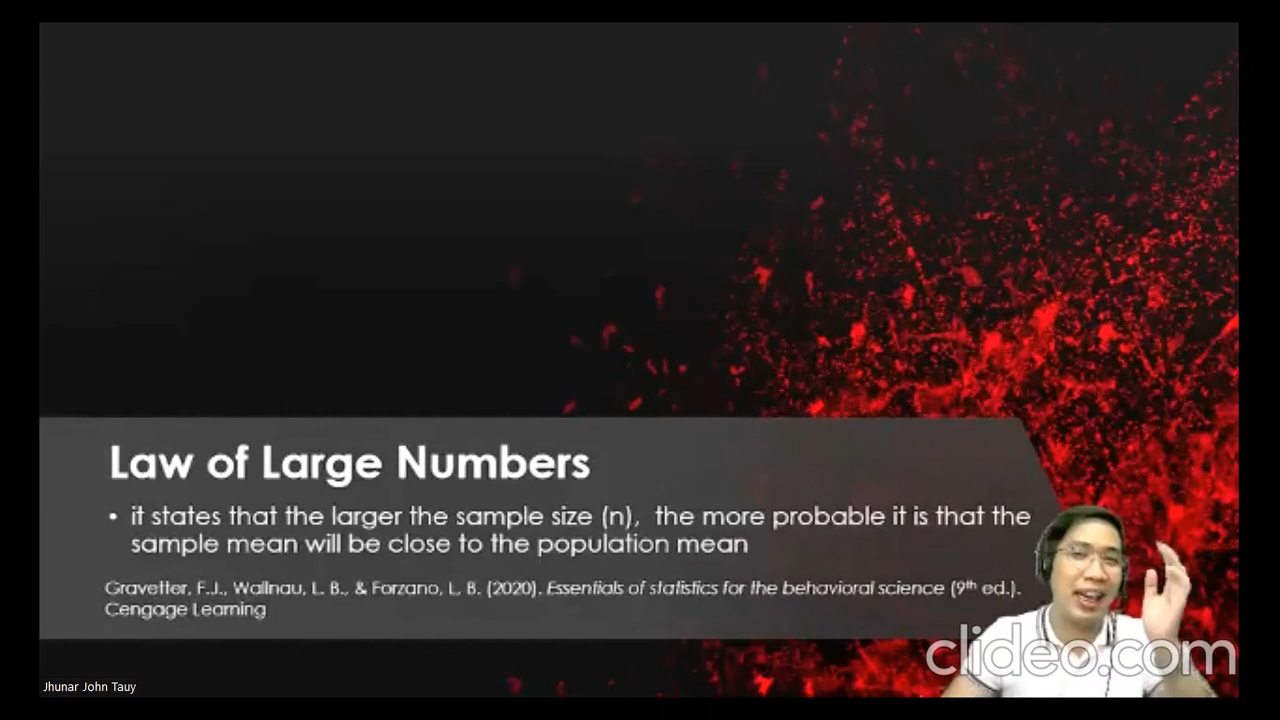 Law of Large Numbers
• it states that the larger the sample size (n), the more probable it is that the
sample mean will be close to the population mean
Gravetter, F.J., Wallnau, L. B., & Forzano, L. B. (2020). Essentials of statistics for the behavioral science (9th ed.).
Cengage Learning
clideo.com
Jhunar John Tauy